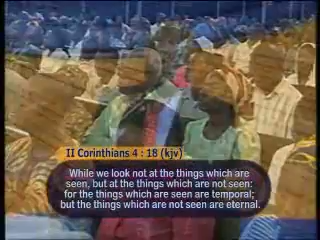 II Corinthians 4 : 18 (kjv)
While we look not at the things which are
seen, but at the things which are not seen:
for the things which are seen are temporal;
but the things which are not seen are eternal.